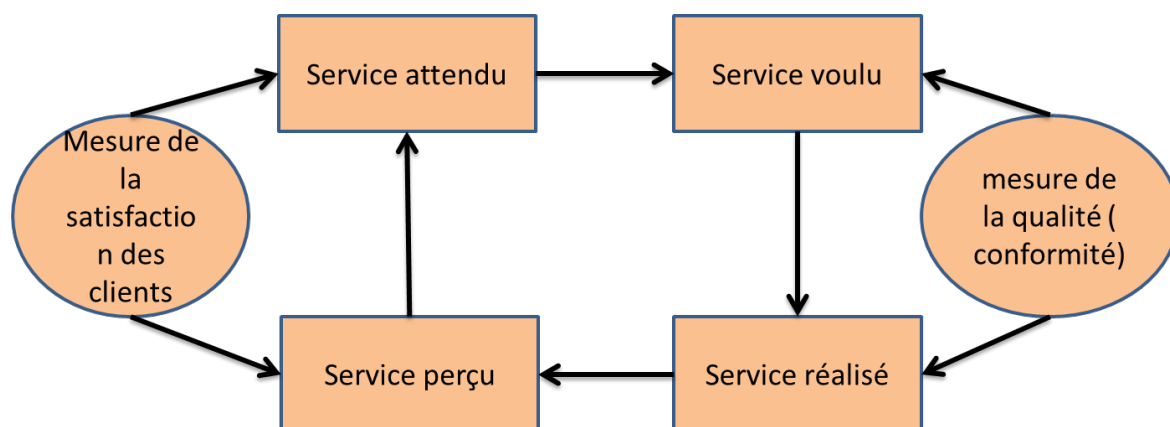 Service attendu
Service voulu
Mesure de
la
satisfactio
n des
clients
mesure de
la qualité (
conformité)
Service perçu
Service réalisé